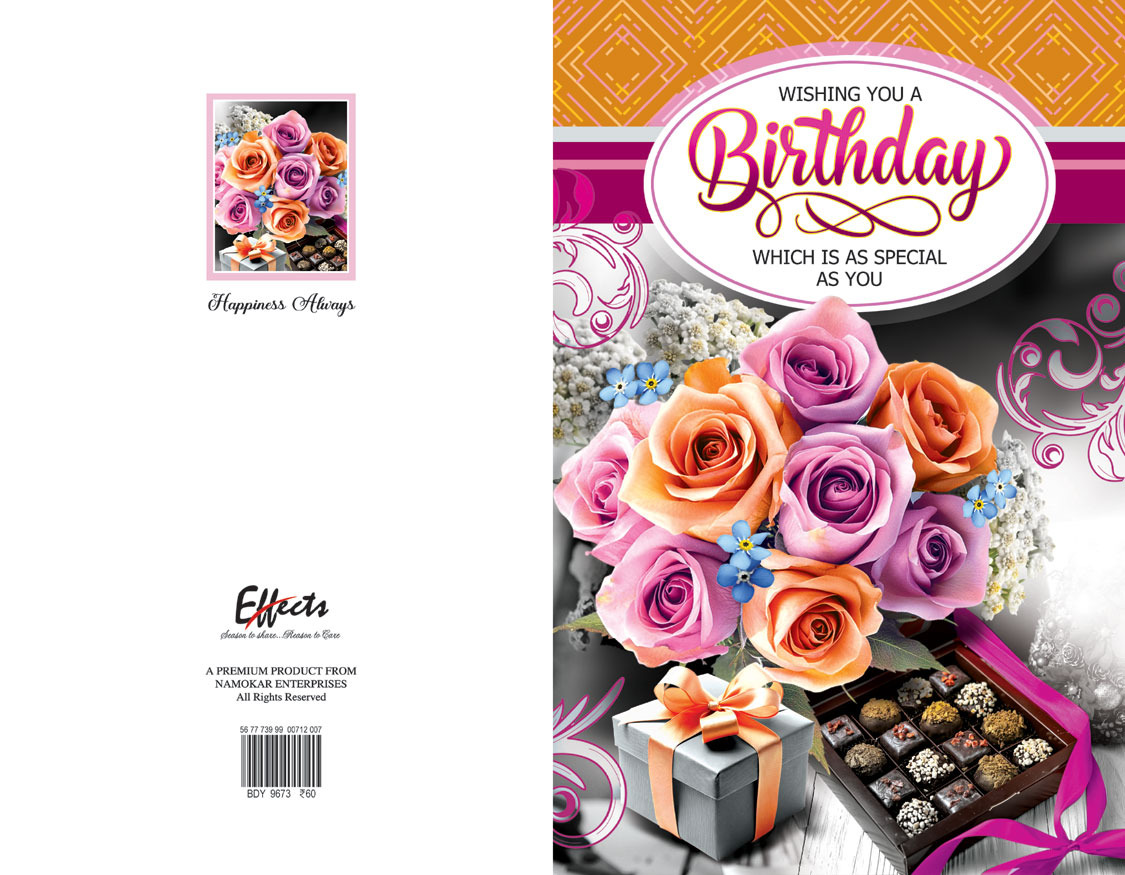 Happiness Always
Effects
Season to share...Reason to Care
A PREMIUM PRODUCT FROM
NAMOKAR ENTERPRISES
All Rights Reserved
56 77 739 99 00712 007
BDY 9673 ₹60
WISHING YOU A
Birthday
WHICH IS AS SPECIAL
AS YOU